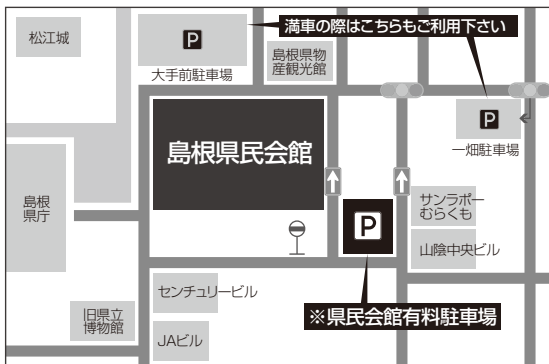 満車の際はこちらもご利用下さい
松江城
P
大手前駐車場
島根県物
産観光館
P
一畑駐車場
島根県民会館
島根
県庁
サンラポー
むらくも
P
山陰中央ビル
センチュリービル
※県民会館有料駐車場
旧県立
博物館
JAビル